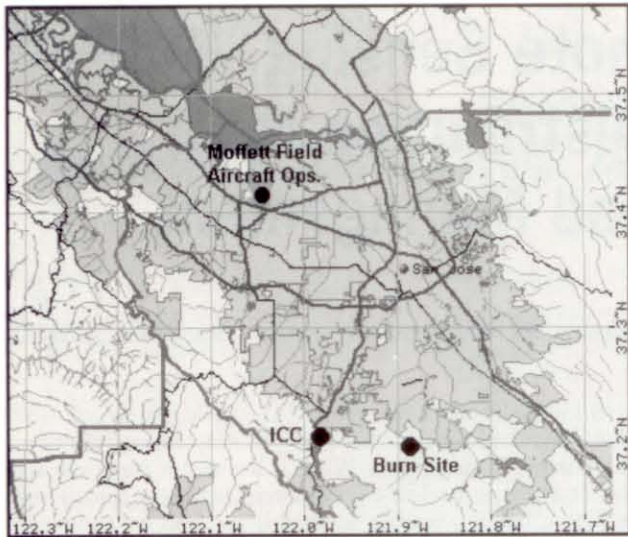 Moffett Field
Aircraft Ops.
San Jose
ICC
Burn Site
37.5°N
37.4°N
37.3°N
37.2°N
122.3°W 122.2°W 122.1°W 122.0°W 121.9°W 121.8°W 121.7°W